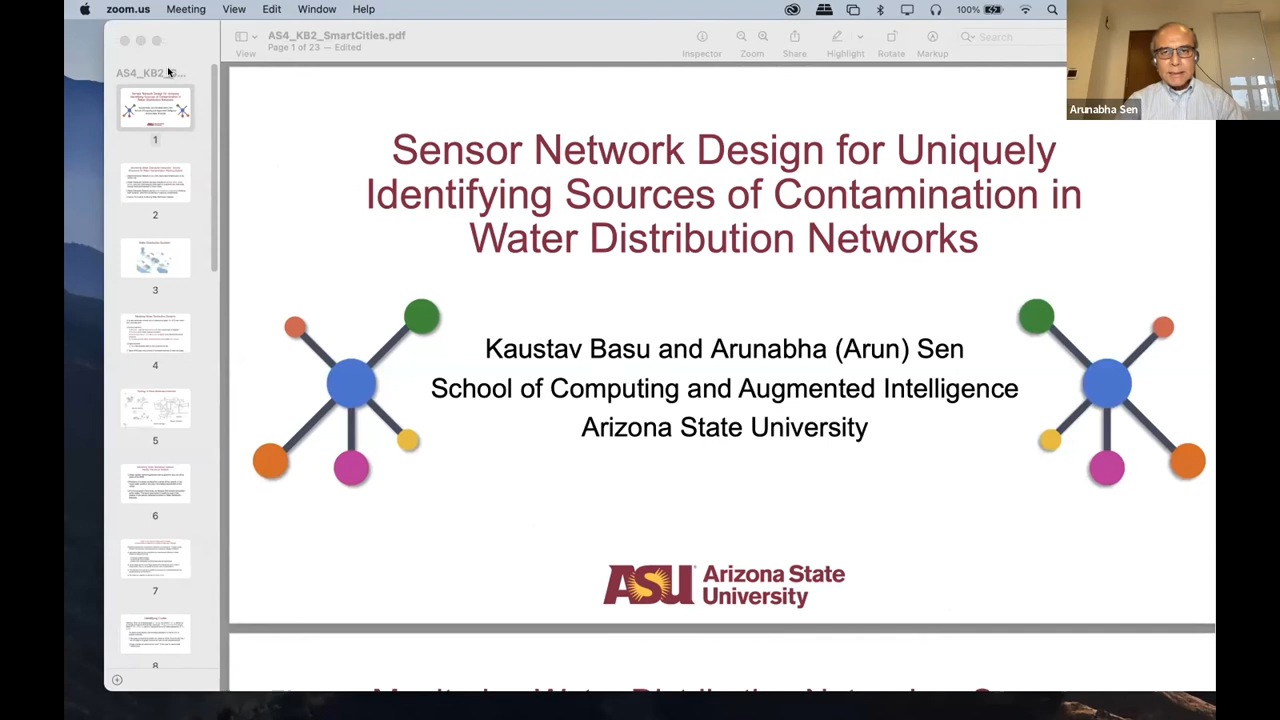 zoom.us Meeting View Edit Window Help 100%
AS4_KB2_SmartCities.pdf
Page 1 of 23 — Edited
View Inspector Zoom Share Highlight Rotate Markup Search
Arunabha Sen
AS4_KB2_S...
1
2
3
4
5
6
7
8
Sensor Network Design for Uniquely
Identifying Sources of Contamination in
Water Distribution Networks
Kaustav Basu and Arunabha (Arun) Sen
School of Computing and Augmented Intelligence
Arizona State University
ASU Arizona State
University